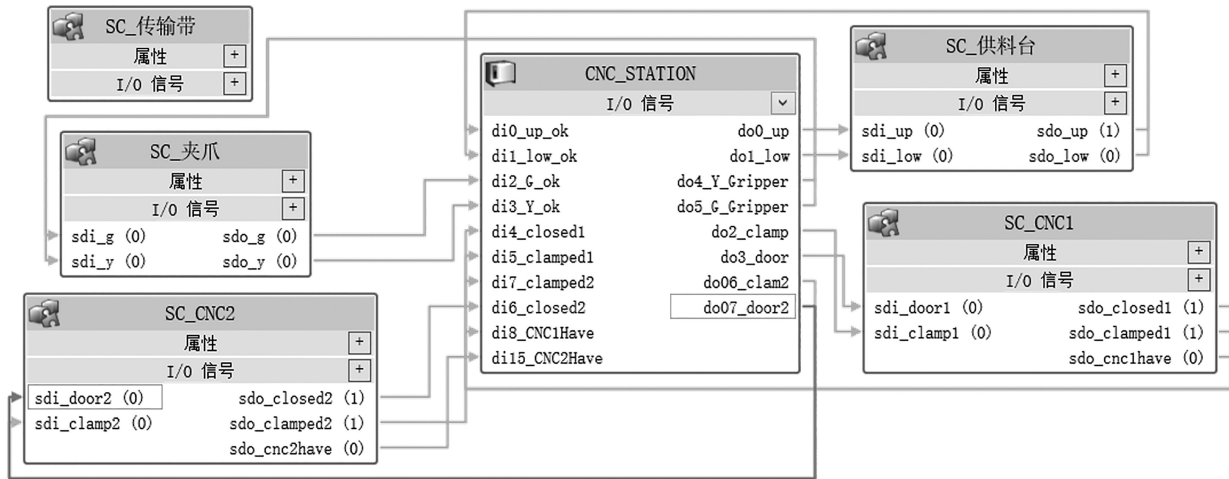 SC_传输带
属性 +
I/O 信号 +
SC_夹爪
属性 +
I/O 信号 +
sdi_g (0) sdo_g (0)
sdi_y (0) sdo_y (0)
SC_CNC2
属性 +
I/O 信号 +
sdi_door2 (0) sdo_closed2 (1)
sdi_clamp2 (0) sdo_clamped2 (1)
sdo_cnc2have (0)
CNC_STATION
I/O 信号
di0_up_ok do0_up
di1_low_ok do1_low
di2_G_ok do4_Y_Gripper
di3_Y_ok do5_G_Gripper
di4_closed1 do2_clamp
di5_clamped1 do3_door
di7_clamped2 do06_clam2
di6_closed2 do07_door2
di8_CNC1Have
di15_CNC2Have
SC_供料台
属性 +
I/O 信号 +
sdi_up (0) sdo_up (1)
sdi_low (0) sdo_low (0)
SC_CNC1
属性 +
I/O 信号 +
sdi_door1 (0) sdo_closed1 (1)
sdi_clamp1 (0) sdo_clamped1 (1)
sdo_cnc1have (0)